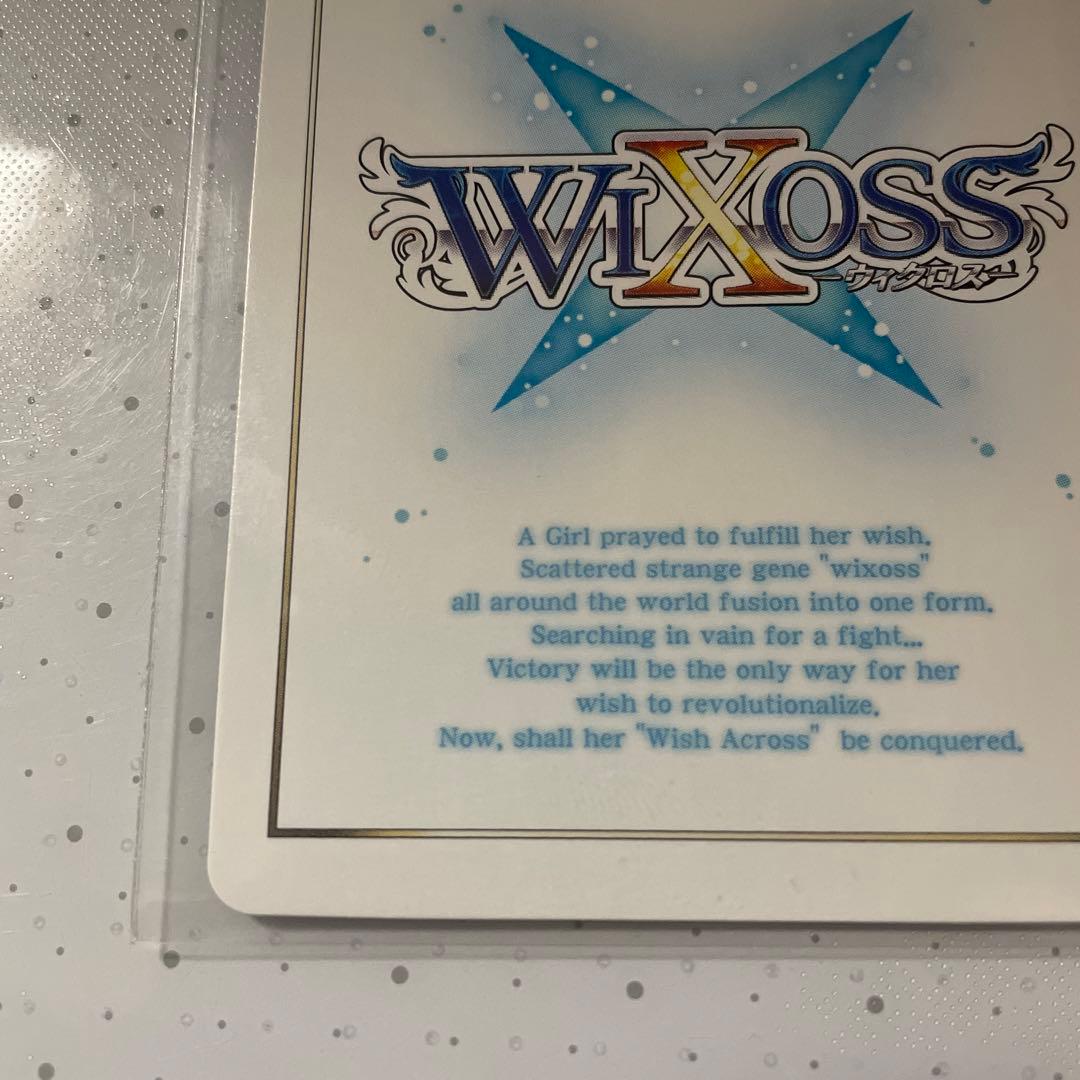 WIXOSS
ーウィクロスー
A Girl prayed to fulfill her wish.
Scattered strange gene "wixoss"
all around the world fusion into one form.
Searching in vain for a fight...
Victory will be the only way for her
wish to revolutionalize.
Now, shall her "Wish Across" be conquered.